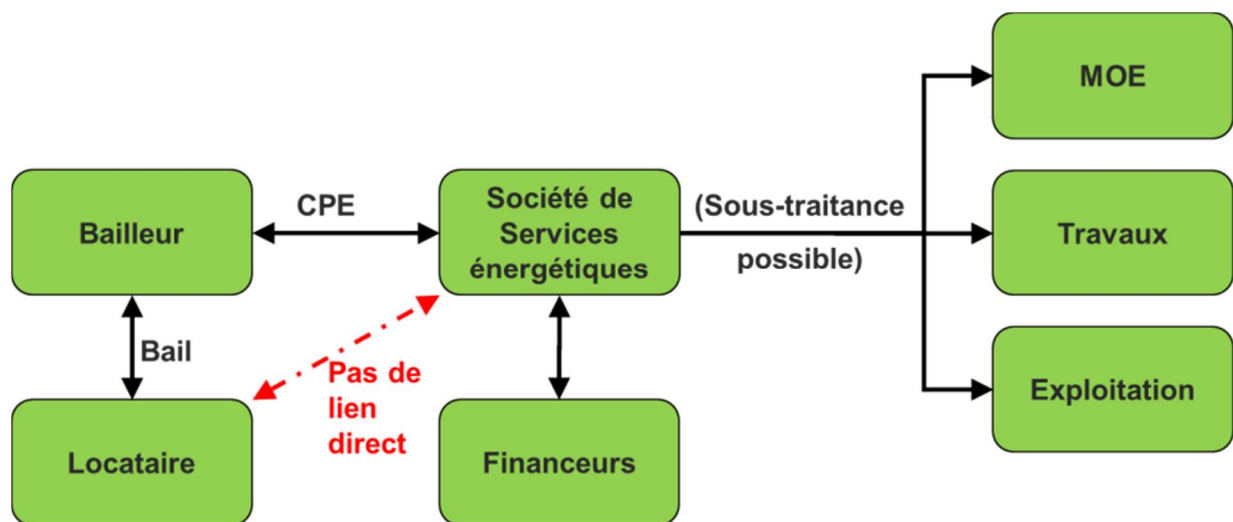 MOE
Bailleur
CPE
Société de
Services
énergétiques
(Sous-traitance
possible)
Travaux
Bail
Pas de
lien
direct
Locataire
Financeurs
Exploitation